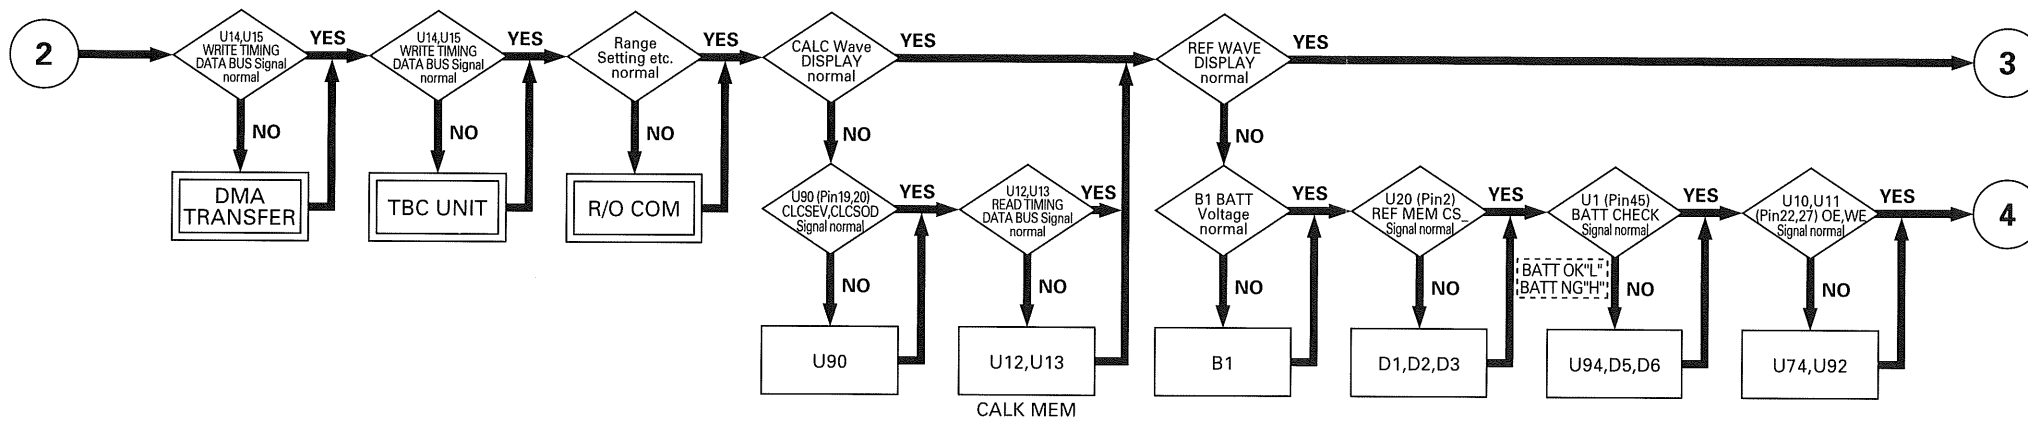 2
U14,U15
WRITE TIMING
DATA BUS Signal
normal
YES
NO
DMA
TRANSFER
U14,U15
WRITE TIMING
DATA BUS Signal
normal
YES
NO
TBC UNIT
Range
Setting etc.
normal
YES
NO
R/O COM
CALC Wave
DISPLAY
normal
YES
NO
U90 (Pin19,20)
CLCSEV,CLCSOD
Signal normal
YES
NO
U90
U12,U13
READ TIMING
DATA BUS Signal
normal
YES
NO
U12,U13
CALK MEM
REF WAVE
DISPLAY
normal
YES
3
NO
B1 BATT
Voltage
normal
YES
NO
B1
U20 (Pin2)
REF MEM CS_
Signal normal
YES
NO
D1,D2,D3
U1 (Pin45)
BATT CHECK
Signal normal
YES
BATT OK"L"
BATT NG"H"
NO
U94,D5,D6
U10,U11
(Pin22,27) OE,WE
Signal normal
YES
NO
U74,U92
4